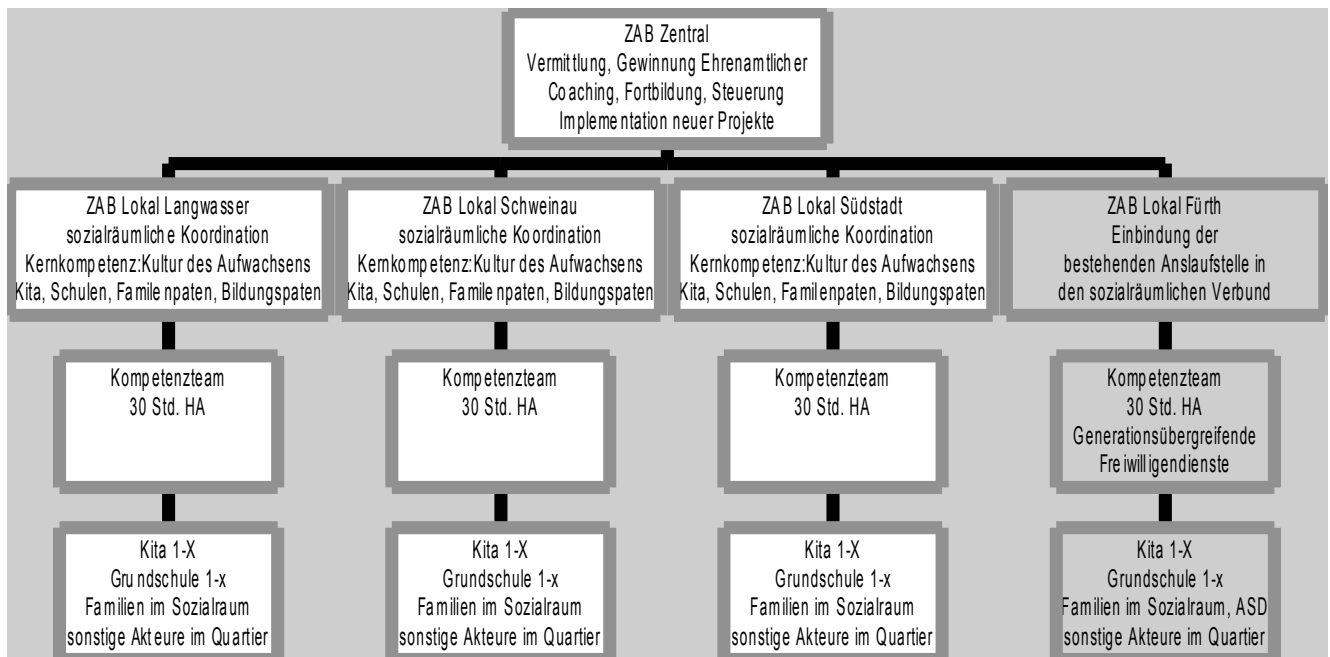 ZAB Zentral
Vermittlung, Gewinnung Ehrenamtlicher
Coaching, Fortbildung, Steuerung
Implementation neuer Projekte
ZAB Lokal Langwasser
sozialräumliche Koordination
Kernkompetenz:Kultur des Aufwachsens
Kita, Schulen, Familenpaten, Bildungspaten
ZAB Lokal Schweinau
sozialräumliche Koordination
Kernkompetenz:Kultur des Aufwachsens
Kita, Schulen, Familenpaten, Bildungspaten
ZAB Lokal Südstadt
sozialräumliche Koordination
Kernkompetenz:Kultur des Aufwachsens
Kita, Schulen, Familenpaten, Bildungspaten
ZAB Lokal Fürth
Einbindung der
bestehenden Anslaufstelle in
den sozialräumlichen Verbund
Kompetenzteam
30 Std. HA
Kompetenzteam
30 Std. HA
Kompetenzteam
30 Std. HA
Kompetenzteam
30 Std. HA
Generationsübergreifende
Freiwilligendienste
Kita 1-X
Grundschule 1-x
Familien im Sozialraum
sonstige Akteure im Quartier
Kita 1-X
Grundschule 1-x
Familien im Sozialraum
sonstige Akteure im Quartier
Kita 1-X
Grundschule 1-x
Familien im Sozialraum
sonstige Akteure im Quartier
Kita 1-X
Grundschule 1-x
Familien im Sozialraum, ASD
sonstige Akteure im Quartier